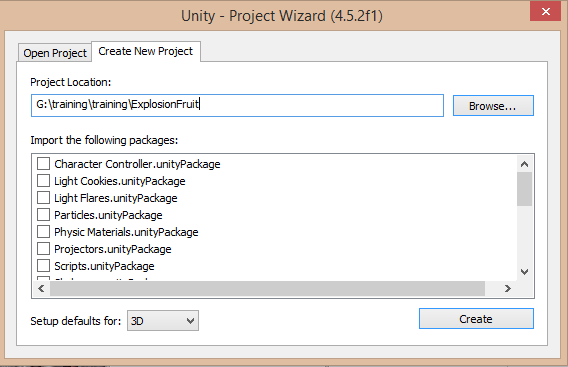 Unity - Project Wizard (4.5.2f1)
Open Project Create New Project
Project Location:
G:\training\training\ExplosionFruit
Browse...
Import the following packages:
Character Controller.unityPackage
Light Cookies.unityPackage
Light Flares.unityPackage
Particles.unityPackage
Physic Materials.unityPackage
Projectors.unityPackage
Scripts.unityPackage
Setup defaults for: 3D Create